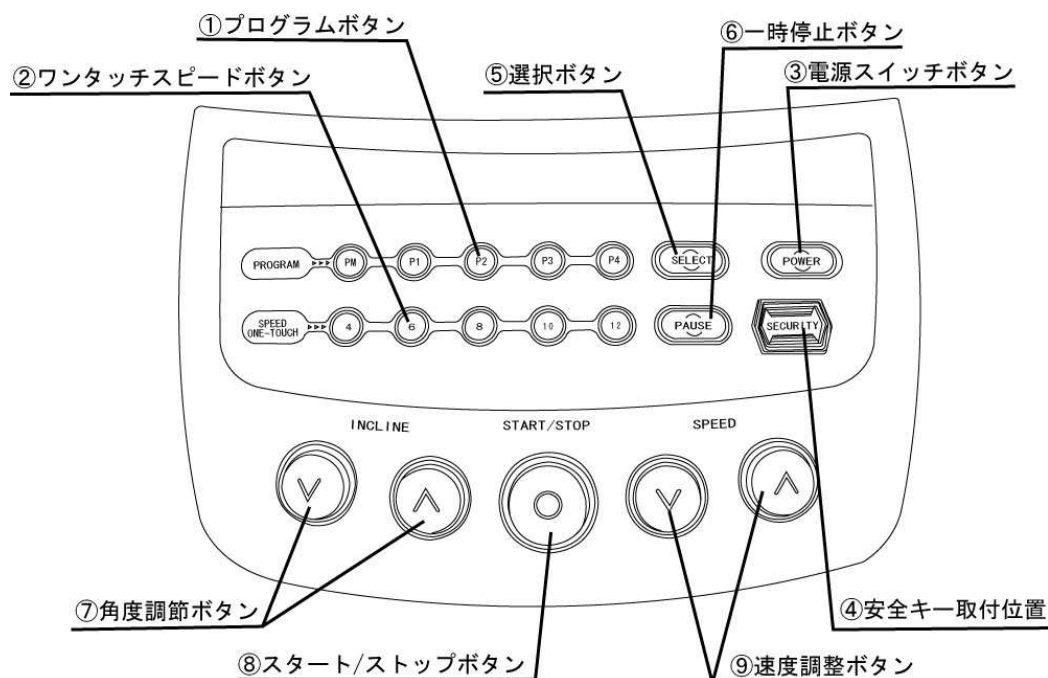 ①プログラムボタン
⑥一時停止ボタン
②ワンタッチスピードボタン
⑤選択ボタン
③電源スイッチボタン
PROGRAM
PM
P1
P2
P3
P4
SELECT
POWER
SPEED
ONE-TOUCH
4
6
8
10
12
PAUSE
SECURITY
INCLINE
START/STOP
SPEED
⑦角度調節ボタン
④安全キー取付位置
⑧スタート/ストップボタン
⑨速度調整ボタン